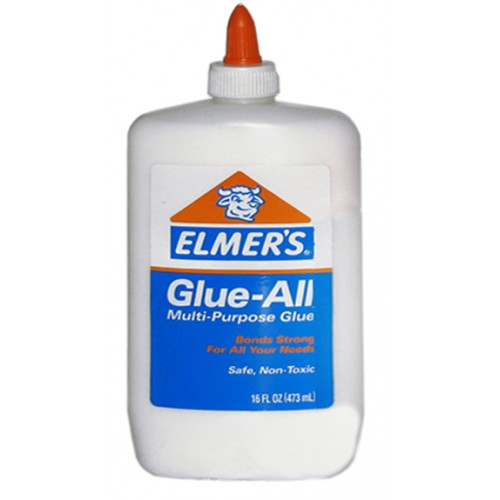 ELMER'S®
Glue-All
Multi-Purpose Glue
Bonds Strong
For All Your Needs
Safe, Non-Toxic
16 FL OZ (473 mL)